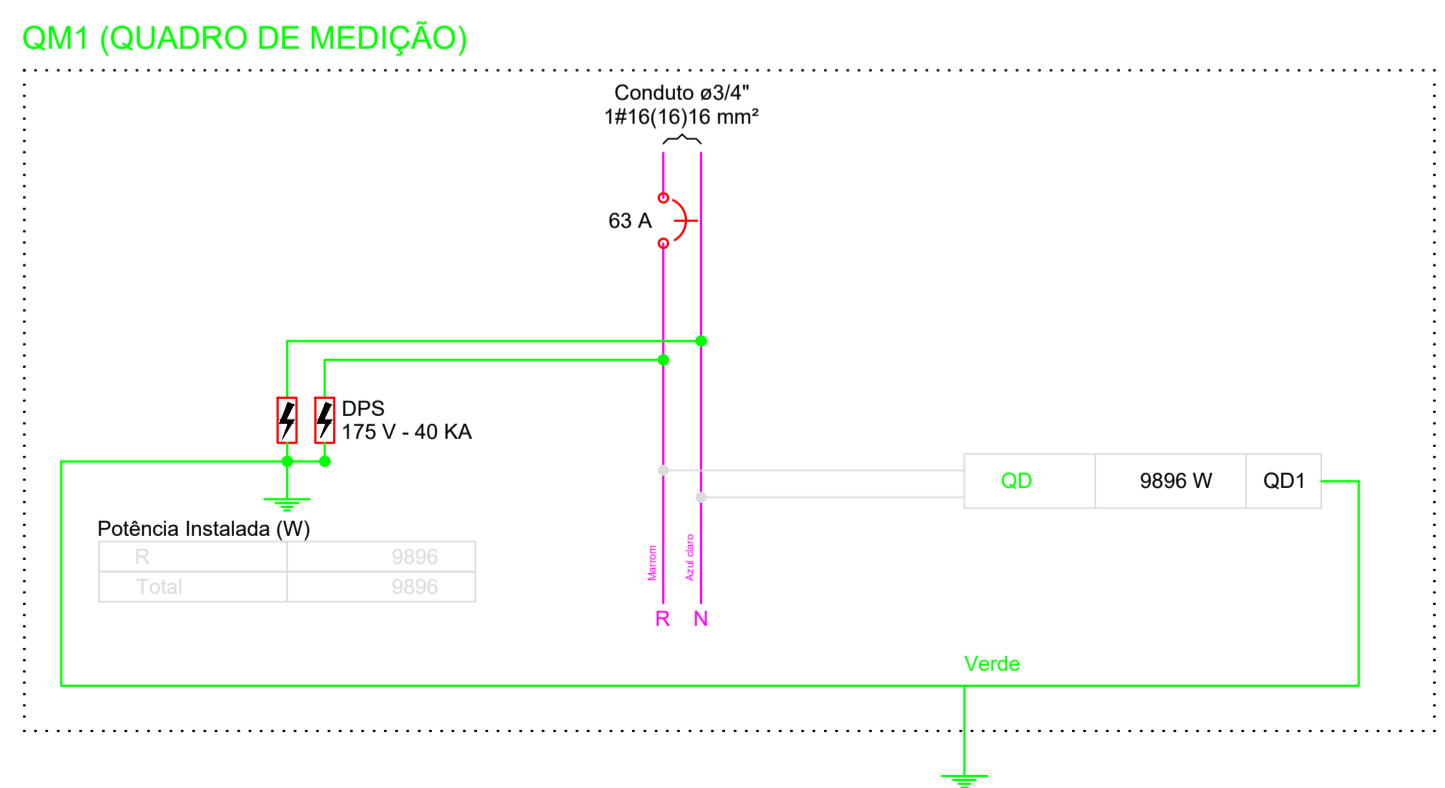 QM1 (QUADRO DE MEDIÇÃO)
Conduto ø3/4"
1#16(16)16 mm²
63 A
DPS
175 V - 40 KA
QD 9896 W QD1
Potência Instalada (W)
R 9896
Total 9896
Marrom
Azul claro
R N
Verde